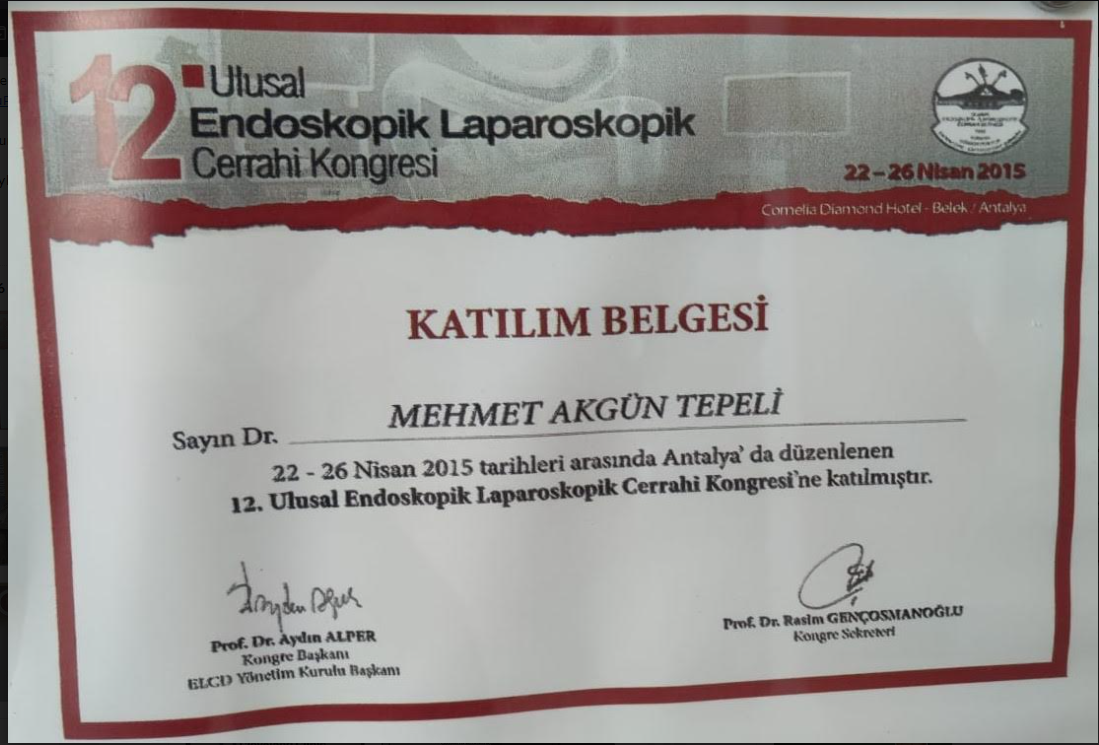 12. Ulusal
Endoskopik Laparoskopik
Cerrahi Kongresi
22 – 26 Nisan 2015
Cornelia Diamond Hotel - Belek / Antalya
KATILIM BELGESİ
Sayın Dr. MEHMET AKGÜN TEPELİ
22 - 26 Nisan 2015 tarihleri arasında Antalya' da düzenlenen
12. Ulusal Endoskopik Laparoskopik Cerrahi Kongresi'ne katılmıştır.
Prof. Dr. Aydın ALPER
Kongre Başkanı
ELCD Yönetim Kurulu Başkanı
Prof. Dr. Rasim GENÇOSMANOĞLU
Kongre Sekreteri